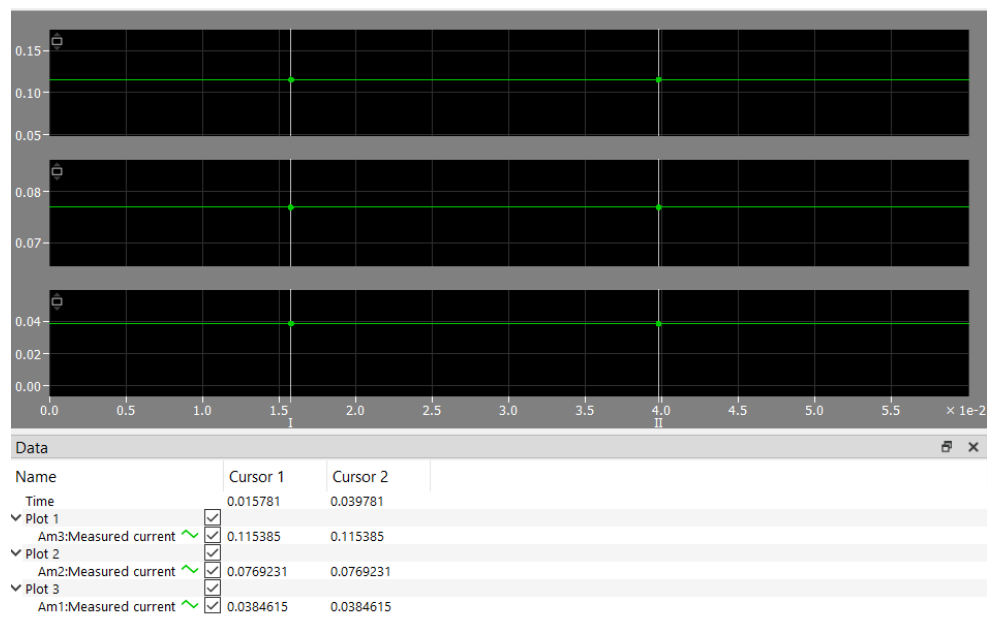 0.15
0.10
0.05
0.08
0.07
0.04
0.02
0.00
0.0 0.5 1.0 1.5 2.0 2.5 3.0 3.5 4.0 4.5 5.0 5.5 × 1e-2
I II
Data
Name Cursor 1 Cursor 2
Time 0.015781 0.039781
Plot 1
Am3:Measured current 0.115385 0.115385
Plot 2
Am2:Measured current 0.0769231 0.0769231
Plot 3
Am1:Measured current 0.0384615 0.0384615